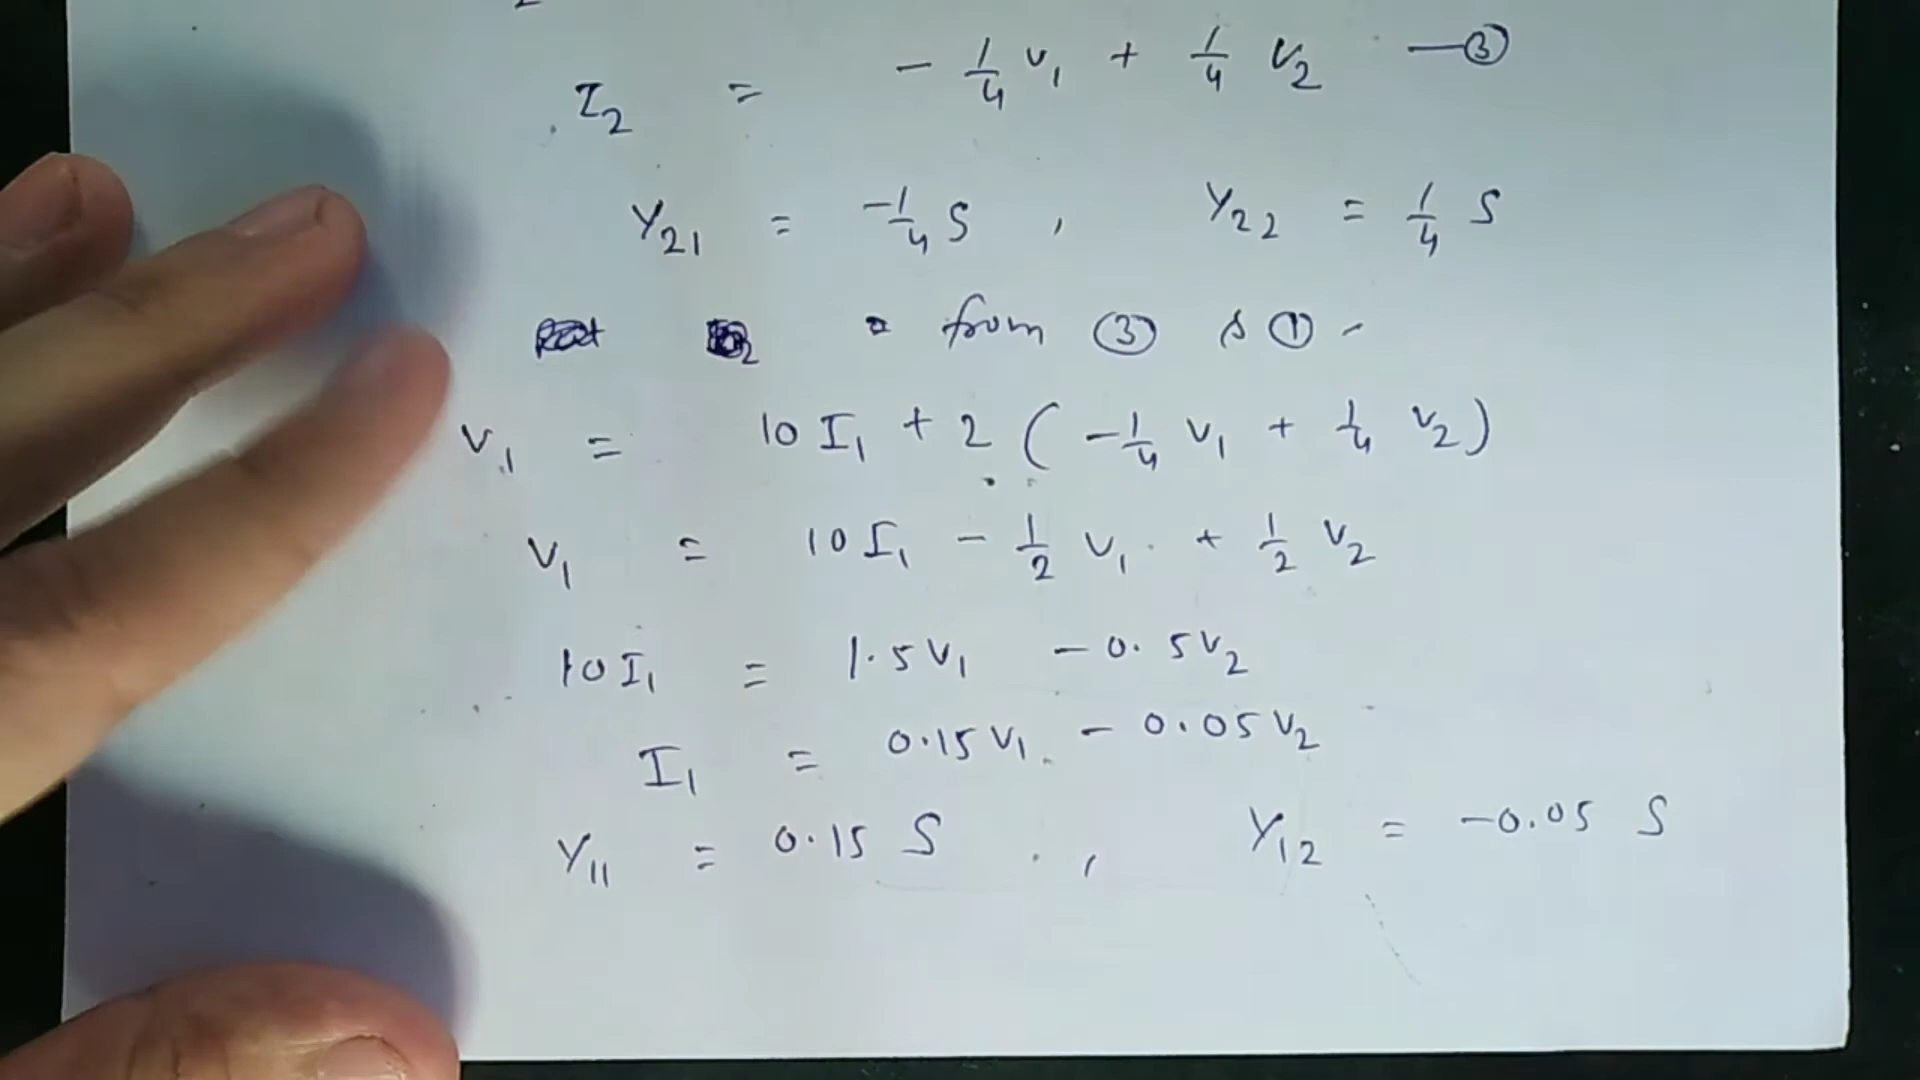 I₂ = - 1/4 V₁ + 1/4 V₂ —③
Y₂₁ = -1/4 S , Y₂₂ = 1/4 S
from ③ & ① -
V₁ = 10 I₁ + 2 ( -1/4 V₁ + 1/4 V₂ )
V₁ = 10 I₁ - 1/2 V₁ + 1/2 V₂
10 I₁ = 1.5 V₁ - 0.5 V₂
I₁ = 0.15 V₁ - 0.05 V₂
Y₁₁ = 0.15 S , Y₁₂ = -0.05 S